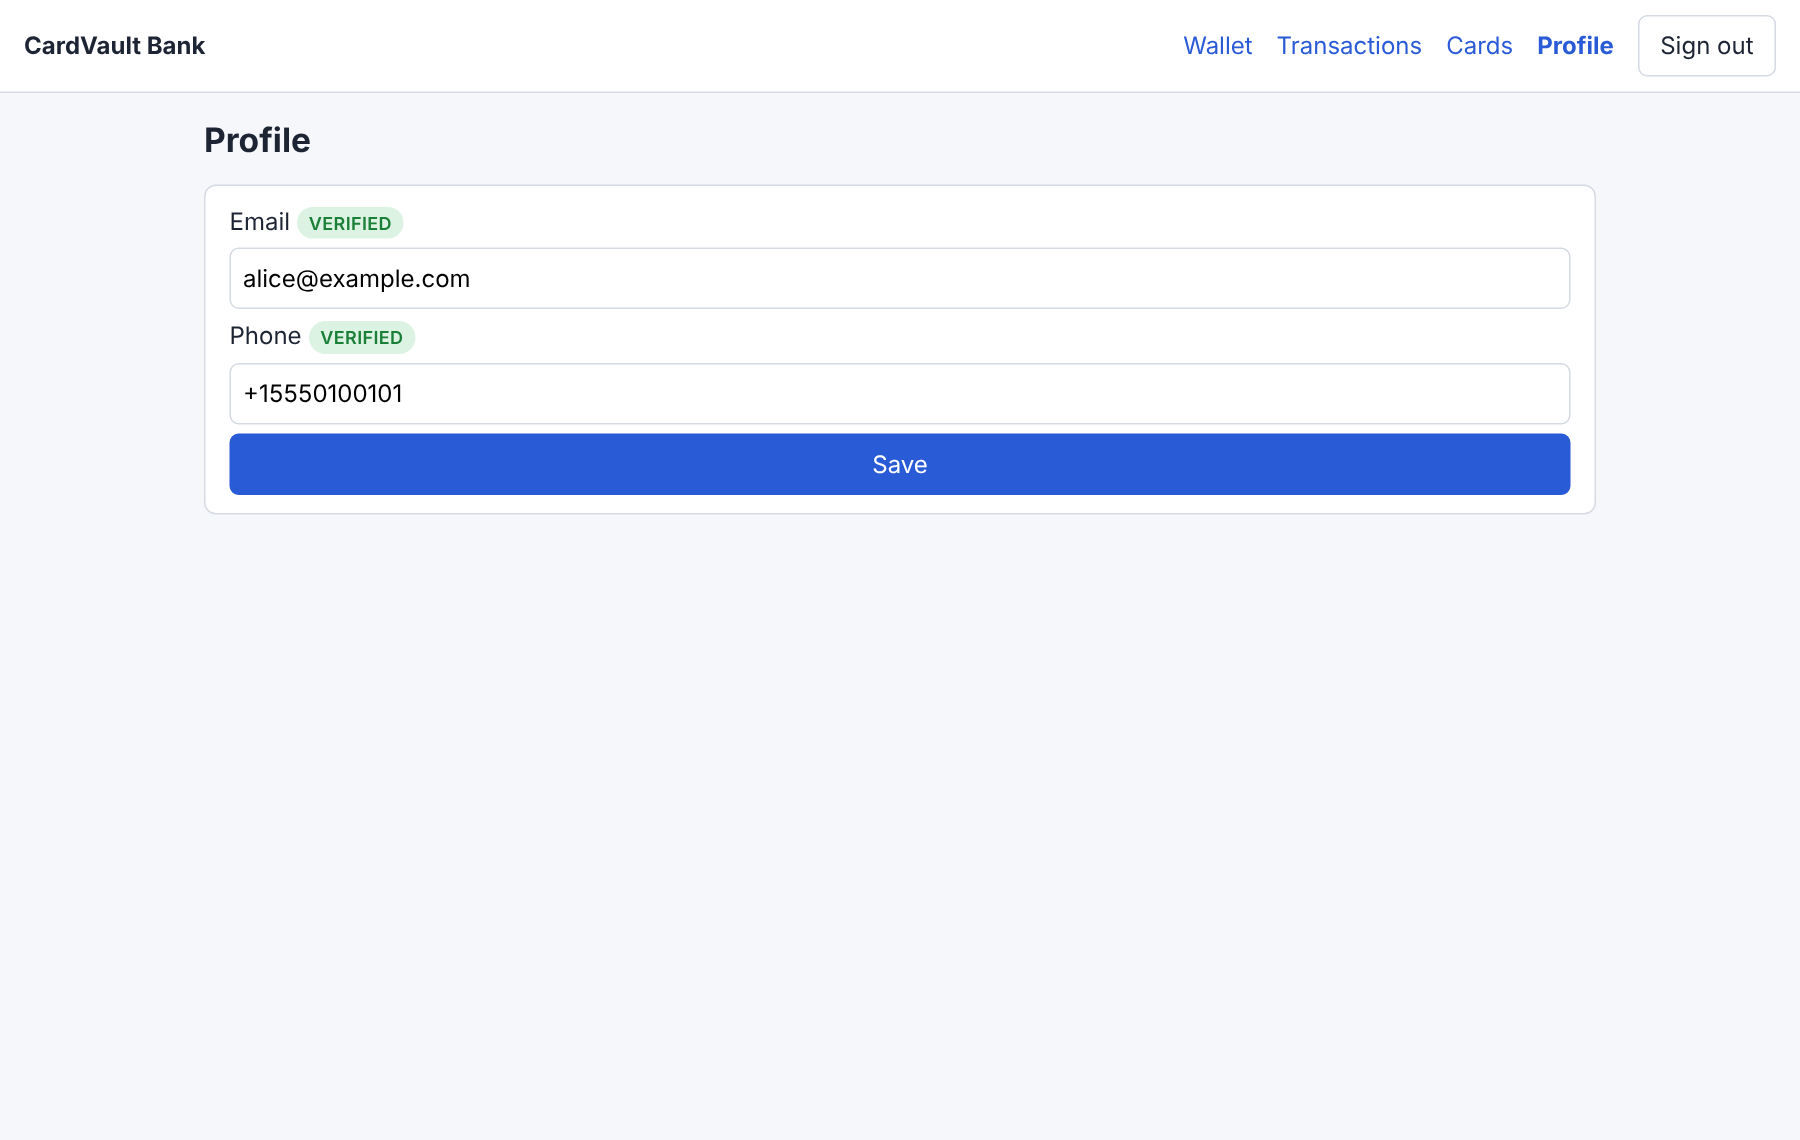 CardVault Bank
Wallet Transactions Cards Profile Sign out
Profile
Email VERIFIED
alice@example.com
Phone VERIFIED
+15550100101
Save